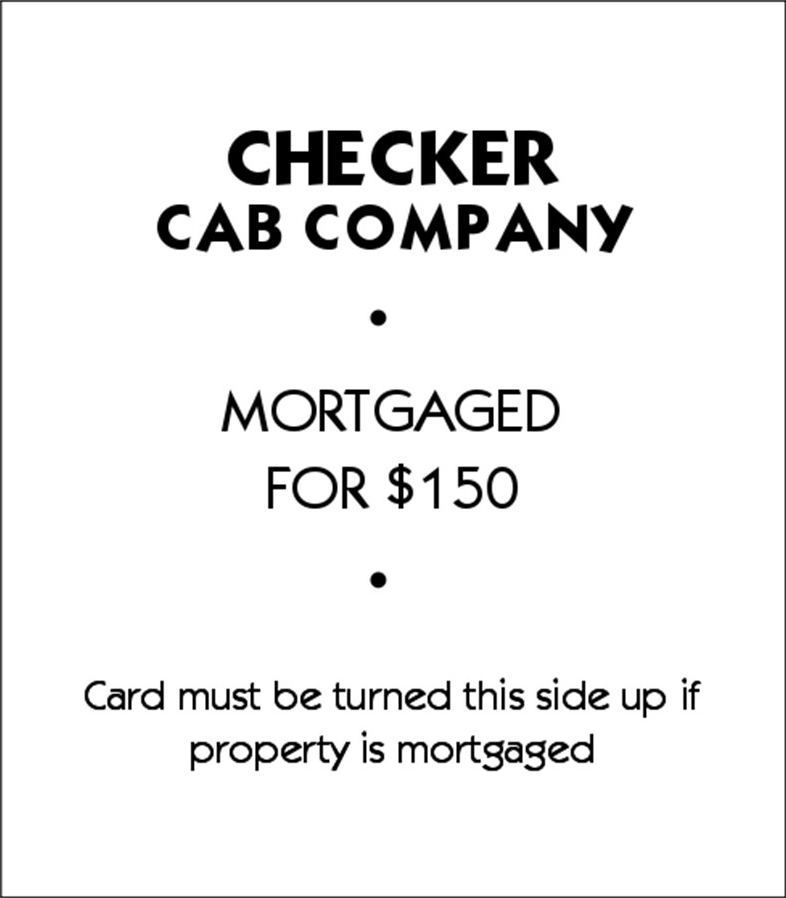 CHECKER
CAB COMPANY
•
MORTGAGED
FOR $150
•
Card must be turned this side up if
property is mortgaged